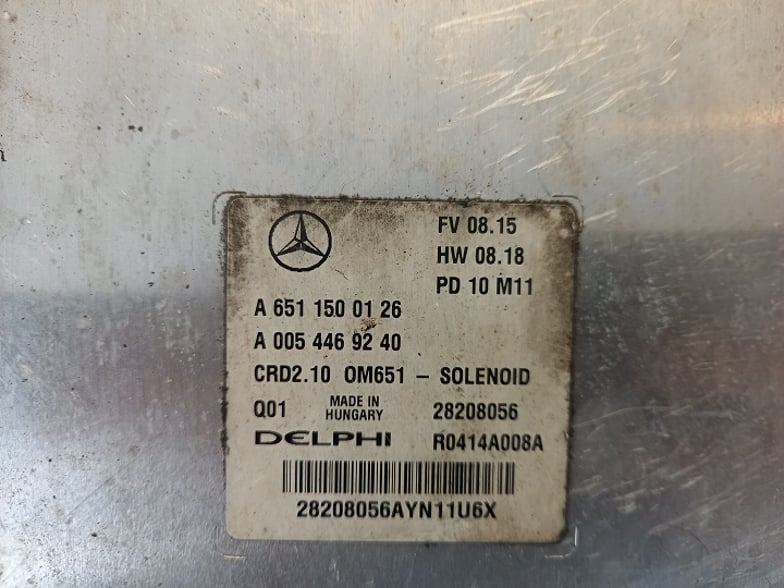 FV 08.15
HW 08.18
PD 10 M11
A 651 150 01 26
A 005 446 92 40
CRD2.10 OM651 – SOLENOID
Q01 MADE IN HUNGARY 28208056
DELPHI R0414A008A
28208056AYN11U6X